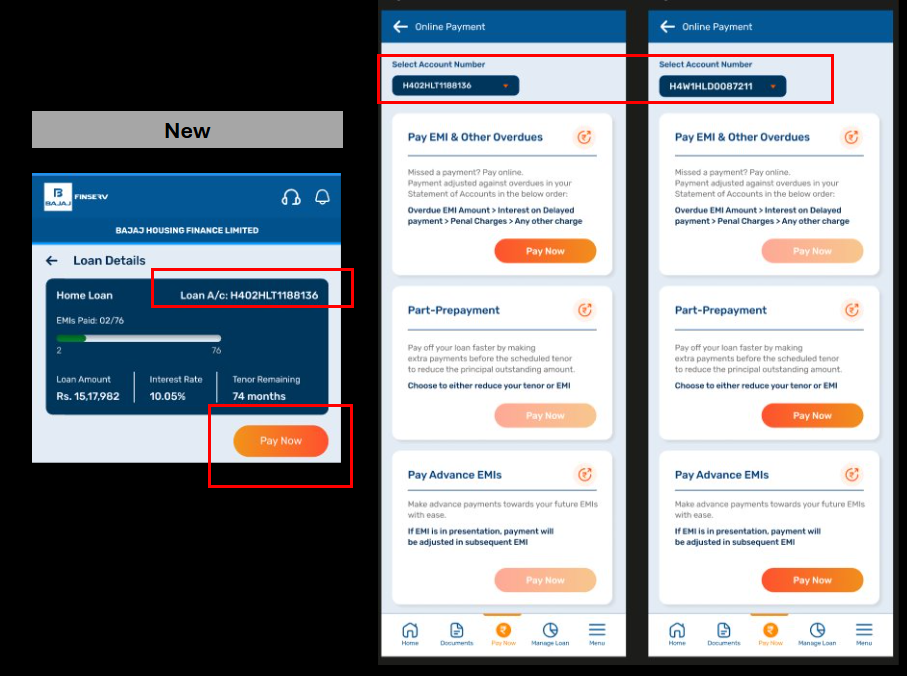 New
BAJAJ
FINSERV
BAJAJ HOUSING FINANCE LIMITED
Loan Details
Home Loan
Loan A/c: H402HLT1188136
EMIs Paid: 02/76
2
76
Loan Amount
Interest Rate
Tenor Remaining
Rs. 15,17,982
10.05%
74 months
Pay Now
Online Payment
Select Account Number
H402HLT1188136
Pay EMI & Other Overdues
Missed a payment? Pay online.
Payment adjusted against overdues in your
Statement of Accounts in the below order:
Overdue EMI Amount > Interest on Delayed
payment > Penal Charges > Any other charge
Pay Now
Part-Prepayment
Pay off your loan faster by making
extra payments before the scheduled tenor
to reduce the principal outstanding amount.
Choose to either reduce your tenor or EMI
Pay Now
Pay Advance EMIs
Make advance payments towards your future EMIs
with ease.
If EMI is in presentation, payment will
be adjusted in subsequent EMI
Pay Now
Home
Documents
Pay Now
Manage Loan
Menu
Online Payment
Select Account Number
H4W1HLD0087211
Pay EMI & Other Overdues
Missed a payment? Pay online.
Payment adjusted against overdues in your
Statement of Accounts in the below order:
Overdue EMI Amount > Interest on Delayed
payment > Penal Charges > Any other charge
Pay Now
Part-Prepayment
Pay off your loan faster by making
extra payments before the scheduled tenor
to reduce the principal outstanding amount.
Choose to either reduce your tenor or EMI
Pay Now
Pay Advance EMIs
Make advance payments towards your future EMIs
with ease.
If EMI is in presentation, payment will
be adjusted in subsequent EMI
Pay Now
Home
Documents
Pay Now
Manage Loan
Menu